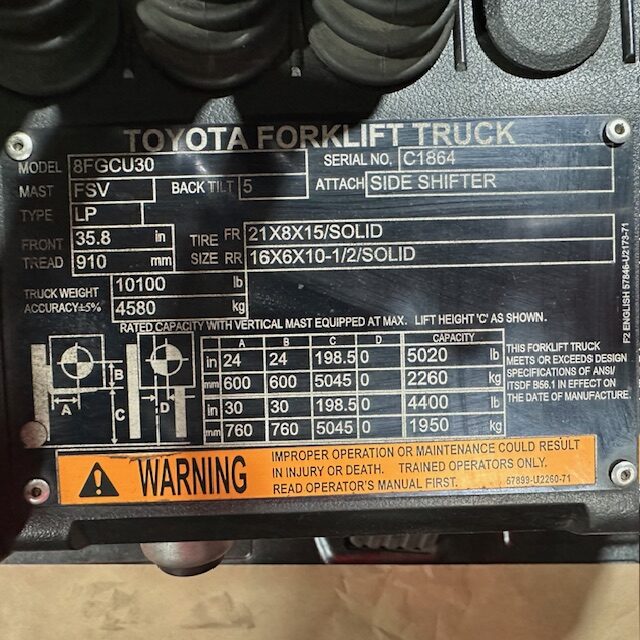 TOYOTA FORKLIFT TRUCK
MODEL 8FGCU30 SERIAL NO. C1864
MAST FSV BACK TILT 5 ATTACH SIDE SHIFTER
TYPE LP
FRONT TREAD 35.8 in 910 mm
TIRE SIZE FR 21X8X15/SOLID
RR 16X6X10-1/2/SOLID
TRUCK WEIGHT 10100 lb
ACCURACY±5% 4580 kg
RATED CAPACITY WITH VERTICAL MAST EQUIPPED AT MAX. LIFT HEIGHT 'C' AS SHOWN.
A B C D CAPACITY
in 24 24 198.5 0 5020 lb
mm 600 600 5045 0 2260 kg
in 30 30 198.5 0 4400 lb
mm 760 760 5045 0 1950 kg
B
A
C
D
THIS FORKLIFT TRUCK
MEETS OR EXCEEDS DESIGN
SPECIFICATIONS OF ANSI/
ITSDF B56.1 IN EFFECT ON
THE DATE OF MANUFACTURE.
F2 ENGLISH 57846-U2173-71
WARNING
IMPROPER OPERATION OR MAINTENANCE COULD RESULT
IN INJURY OR DEATH. TRAINED OPERATORS ONLY.
READ OPERATOR'S MANUAL FIRST.
57899-U2260-71